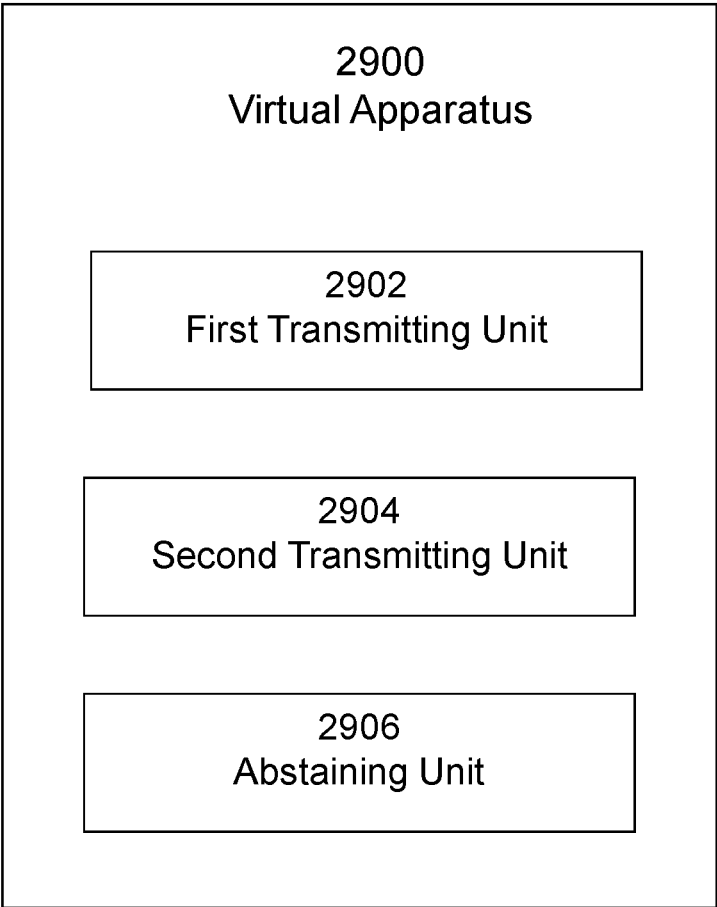 2900
Virtual Apparatus
2902
First Transmitting Unit
2904
Second Transmitting Unit
2906
Abstaining Unit